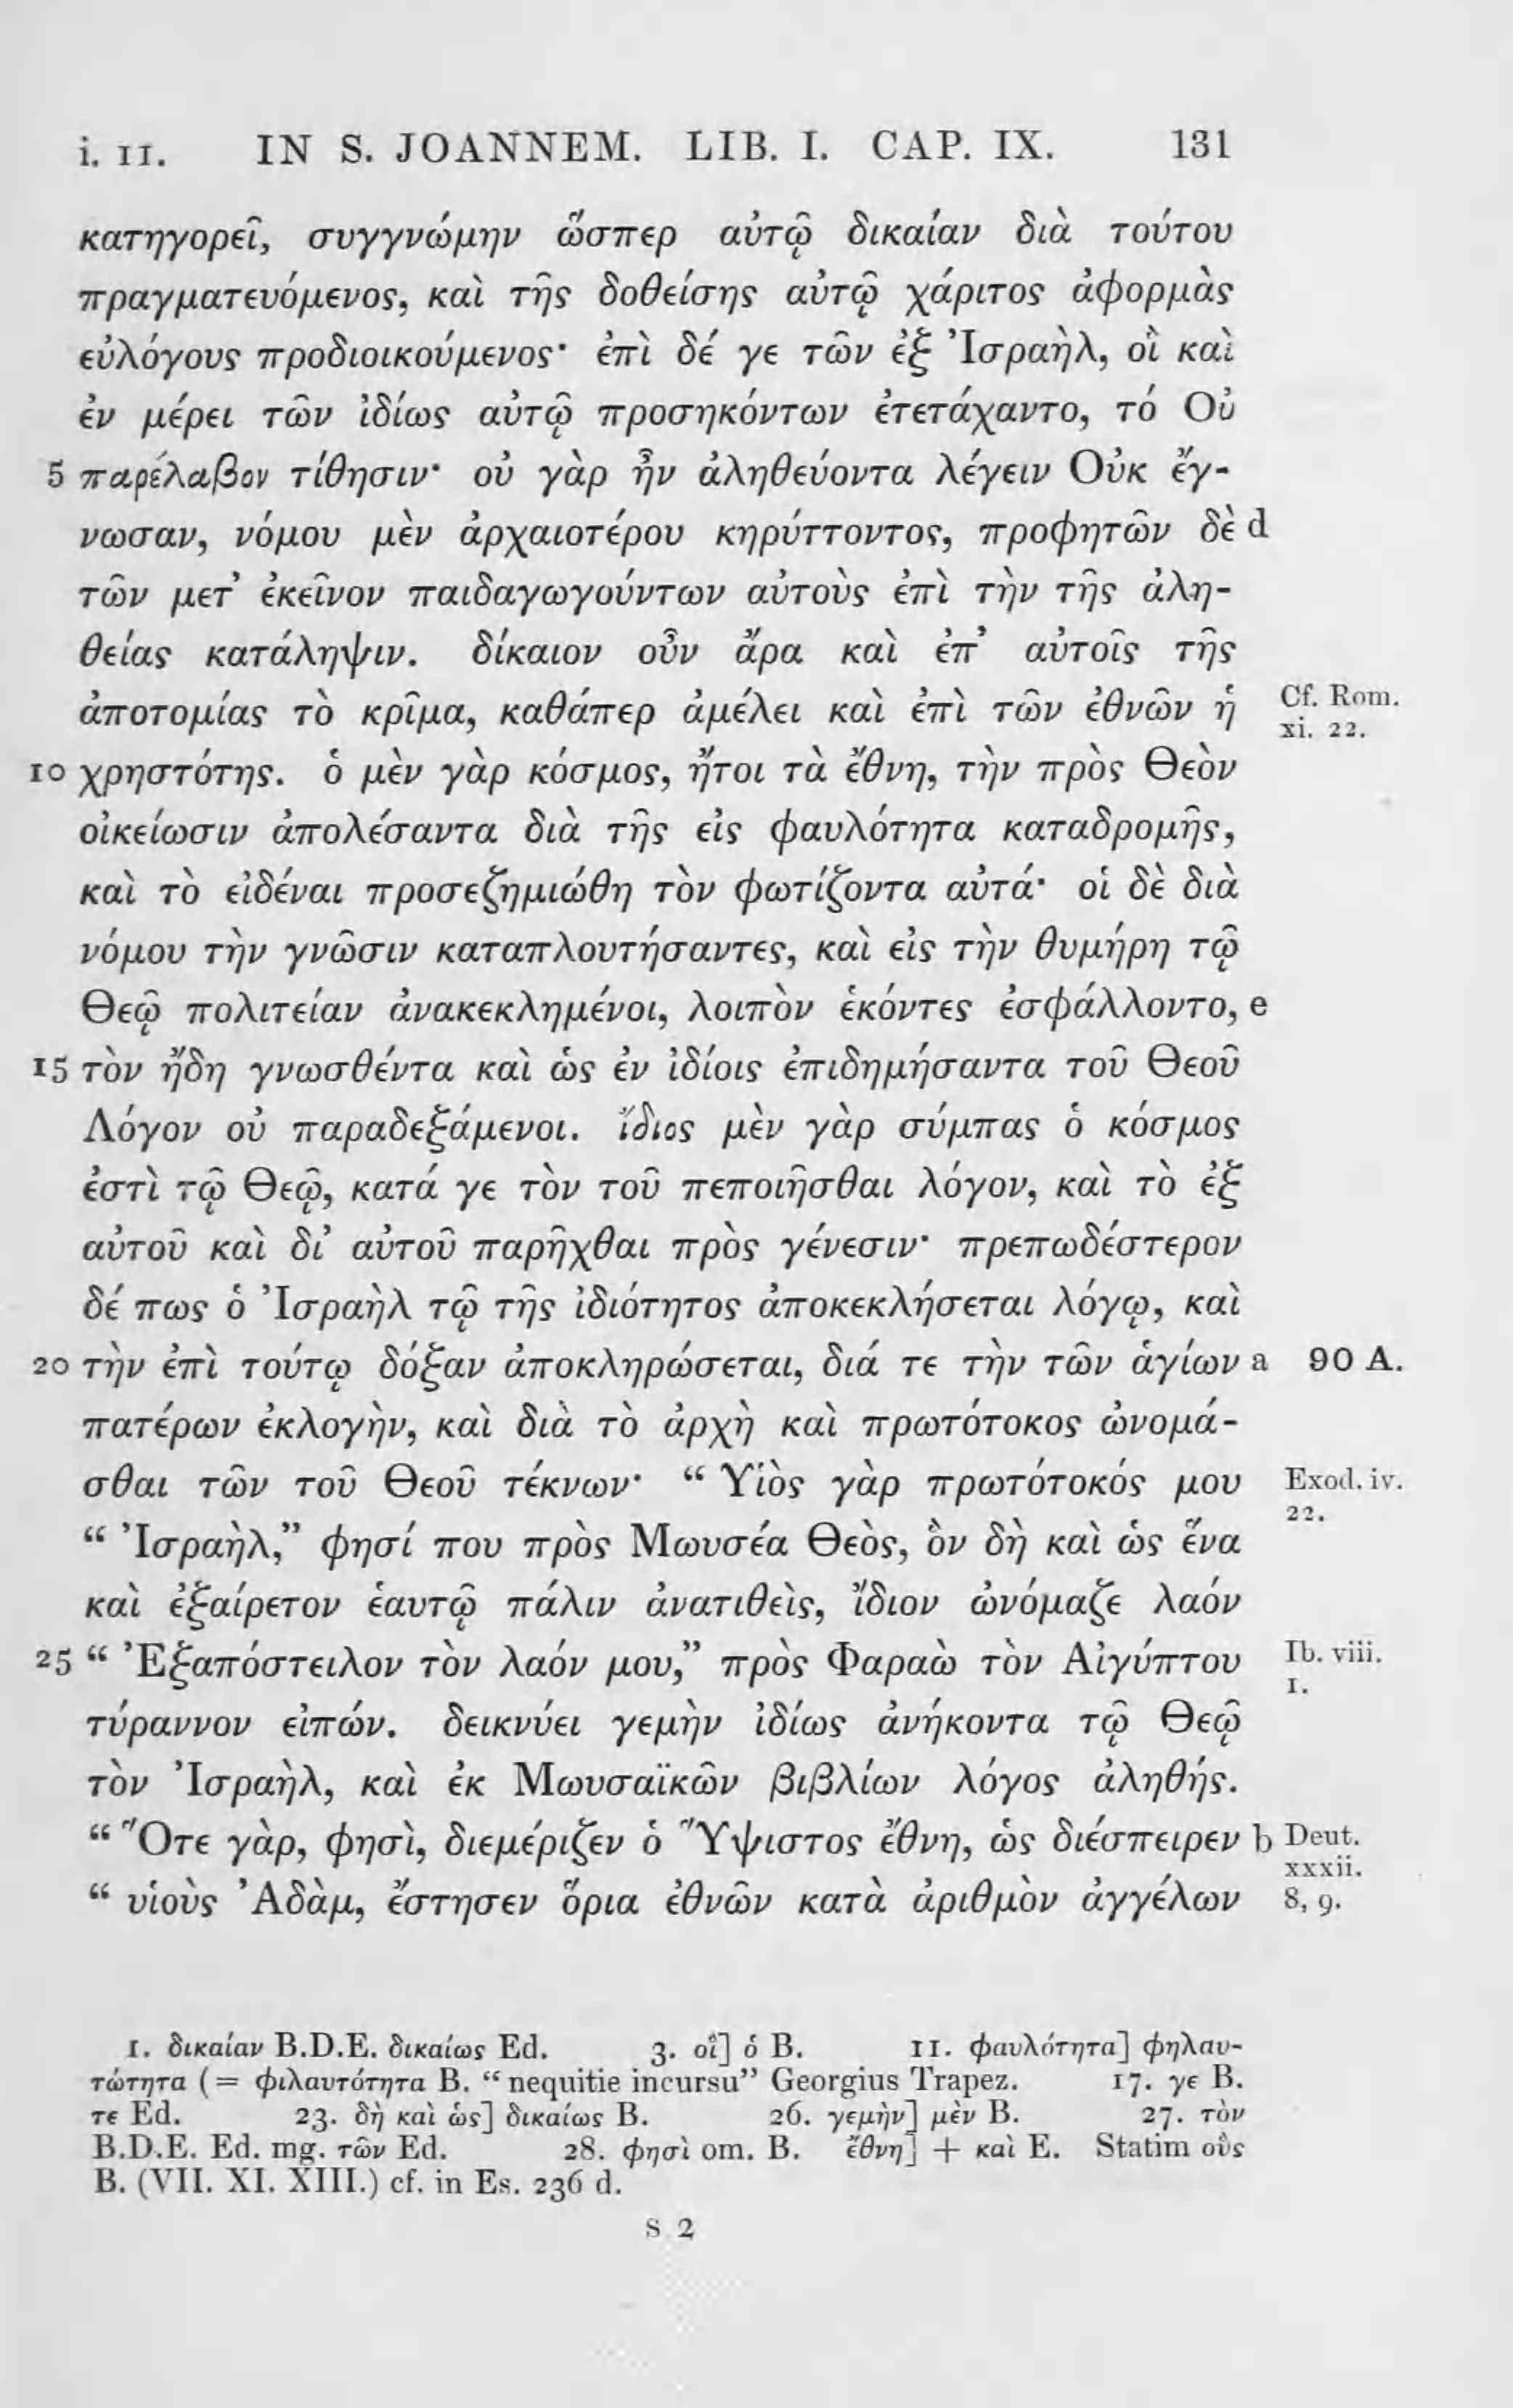 i. 11. IN S. JOANNEM. LIB. I. CAP. IX. 131
κατηγορεῖ, συγγνώμην ὥσπερ αὐτῷ δικαίαν διὰ τούτου
πραγματευόμενος, καὶ τῆς δοθείσης αὐτῷ χάριτος ἀφορμὰς
εὐλόγους προδιοικούμενος· ἐπὶ δέ γε τῶν ἐξ Ἰσραὴλ, οἳ καὶ
ἐν μέρει τῶν ἰδίως αὐτῷ προσηκόντων ἐτετάχαντο, τό Οὐ
5 παρέλαβον τίθησιν· οὐ γὰρ ἦν ἀληθεύοντα λέγειν Οὐκ ἔγ-
νωσαν, νόμου μὲν ἀρχαιοτέρου κηρύττοντος, προφητῶν δὲ d
τῶν μετ’ ἐκεῖνον παιδαγωγούντων αὐτοὺς ἐπὶ τὴν τῆς ἀλη-
θείας κατάληψιν. δίκαιον οὖν ἄρα καὶ ἐπ’ αὐτοῖς τῆς
ἀποτομίας τὸ κρῖμα, καθάπερ ἀμέλει καὶ ἐπὶ τῶν ἐθνῶν ἡ Cf. Rom.
xi. 22.
10 χρηστότης. ὁ μὲν γὰρ κόσμος, ἤτοι τὰ ἔθνη, τὴν πρὸς Θεὸν
οἰκείωσιν ἀπολέσαντα διὰ τῆς εἰς φαυλότητα καταδρομῆς,
καὶ τὸ εἰδέναι προσεζημιώθη τὸν φωτίζοντα αὐτά· οἱ δὲ διὰ
νόμου τὴν γνῶσιν καταπλουτήσαντες, καὶ εἰς τὴν θυμήρη τῷ
Θεῷ πολιτείαν ἀνακεκλημένοι, λοιπὸν ἑκόντες ἐσφάλλοντο, e
15 τὸν ἤδη γνωσθέντα καὶ ὡς ἐν ἰδίοις ἐπιδημήσαντα τοῦ Θεοῦ
Λόγον οὐ παραδεξάμενοι. ἴδιος μὲν γὰρ σύμπας ὁ κόσμος
ἐστὶ τῷ Θεῷ, κατά γε τὸν τοῦ πεποιῆσθαι λόγον, καὶ τὸ ἐξ
αὐτοῦ καὶ δι’ αὐτοῦ παρῆχθαι πρὸς γένεσιν· πρεπωδέστερον
δέ πως ὁ Ἰσραὴλ τῷ τῆς ἰδιότητος ἀποκεκλήσεται λόγῳ, καὶ
20 τὴν ἐπὶ τούτῳ δόξαν ἀποκληρώσεται, διά τε τὴν τῶν ἁγίων a 90 A.
πατέρων ἐκλογὴν, καὶ διὰ τὸ ἀρχὴ καὶ πρωτότοκος ὠνομά-
σθαι τῶν τοῦ Θεοῦ τέκνων· “ Υἱὸς γὰρ πρωτότοκός μου Exod. iv.
22.
“ Ἰσραὴλ,” φησί που πρὸς Μωυσέα Θεὸς, ὃν δὴ καὶ ὡς ἕνα
καὶ ἐξαίρετον ἑαυτῷ πάλιν ἀνατιθεὶς, ἴδιον ὠνόμαζε λαόν
25 “ Ἐξαπόστειλον τὸν λαόν μου,” πρὸς Φαραὼ τὸν Αἰγύπτου Ib. viii.
1.
τύραννον εἰπών. δεικνύει γεμὴν ἰδίως ἀνήκοντα τῷ Θεῷ
τὸν Ἰσραὴλ, καὶ ἐκ Μωυσαϊκῶν βιβλίων λόγος ἀληθής.
“ Ὅτε γὰρ, φησὶ, διεμέριζεν ὁ Ὕψιστος ἔθνη, ὡς διέσπειρεν b Deut.
xxxii.
“ υἱοὺς Ἀδὰμ, ἔστησεν ὅρια ἐθνῶν κατὰ ἀριθμὸν ἀγγέλων 8, 9.
1. δικαίαν B.D.E. δικαίως Ed. 3. οἳ] ὁ B. 11. φαυλότητα] φηλαυ-
τώτητα (= φιλαυτότητα B. “ nequitie incursu” Georgius Trapez. 17. γε B.
τε Ed. 23. δὴ καὶ ὡς] δικαίως B. 26. γεμὴν] μὲν B. 27. τὸν
B.D.E. Ed. mg. τῶν Ed. 28. φησὶ om. B. ἔθνη] + καὶ E. Statim οὓς
B. (VII. XI. XIII.) cf. in Es. 236 d.
S 2